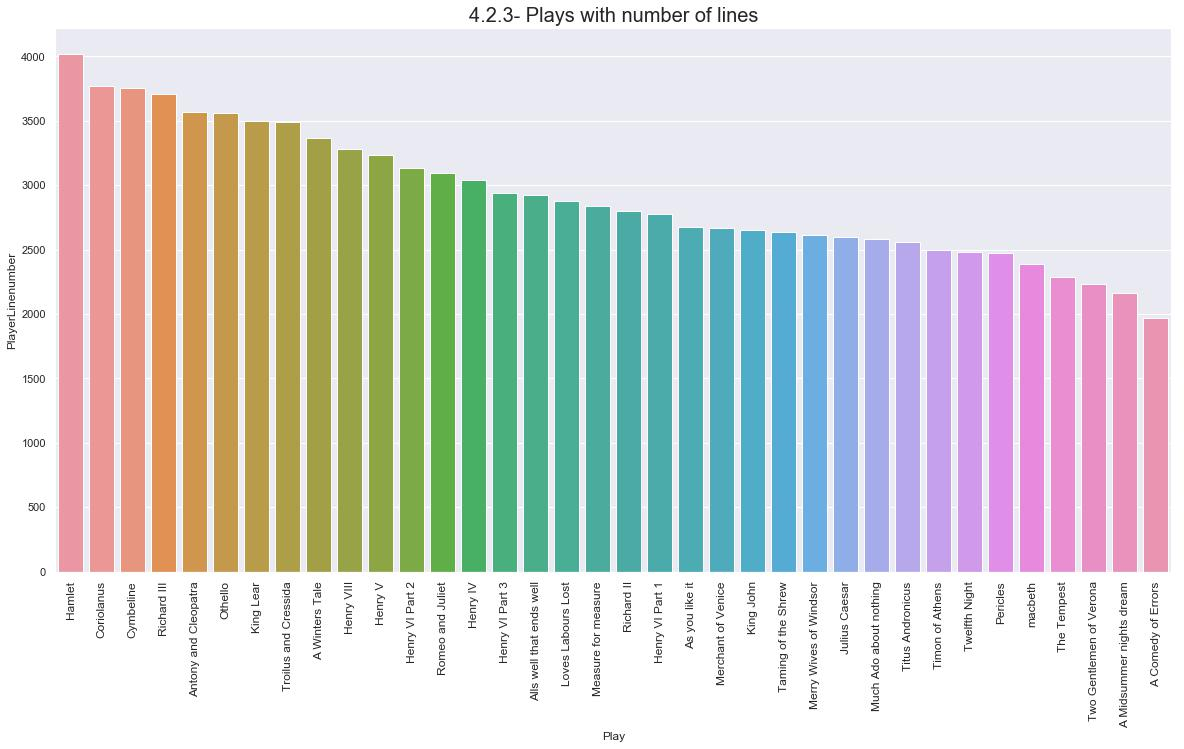 4.2.3- Plays with number of lines
PlayerLinenumber
4000
3500
3000
2500
2000
1500
1000
500
0
Hamlet
Coriolanus
Cymbeline
Richard III
Antony and Cleopatra
Othello
King Lear
Troilus and Cressida
A Winters Tale
Henry VIII
Henry V
Henry VI Part 2
Romeo and Juliet
Henry IV
Henry VI Part 3
Alls well that ends well
Loves Labours Lost
Measure for measure
Richard II
Henry VI Part 1
As you like it
Merchant of Venice
King John
Taming of the Shrew
Merry Wives of Windsor
Julius Caesar
Much Ado about nothing
Titus Andronicus
Timon of Athens
Twelfth Night
Pericles
macbeth
The Tempest
Two Gentlemen of Verona
A Midsummer nights dream
A Comedy of Errors
Play